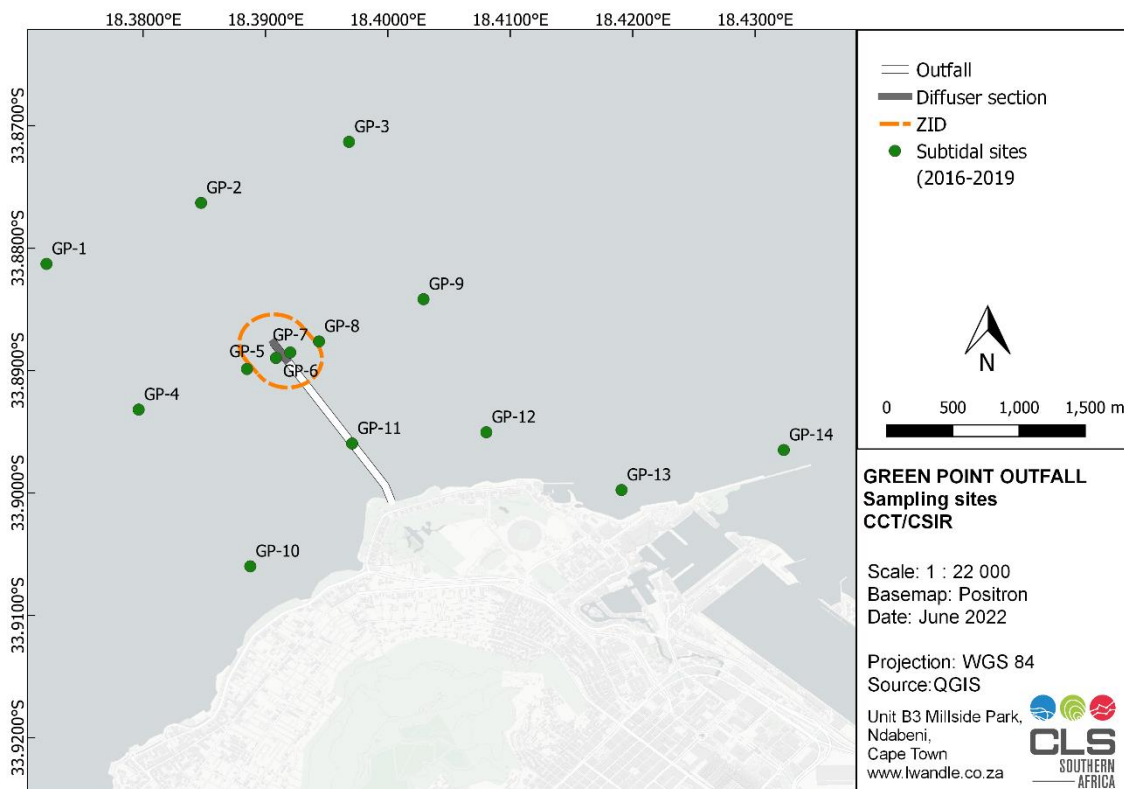 18.3800°E 18.3900°E 18.4000°E 18.4100°E 18.4200°E 18.4300°E
33.8700°S
33.8800°S
33.8900°S
33.9000°S
33.9100°S
33.9200°S
GP-3
GP-2
GP-1
GP-9
GP-7
GP-8
GP-5
GP-6
GP-4
GP-11
GP-12
GP-14
GP-13
GP-10
Outfall
Diffuser section
ZID
Subtidal sites
(2016-2019
N
0 500 1,000 1,500 m
GREEN POINT OUTFALL
Sampling sites
CCT/CSIR
Scale: 1 : 22 000
Basemap: Positron
Date: June 2022
Projection: WGS 84
Source:QGIS
Unit B3 Millside Park,
Ndabeni,
Cape Town
www.lwandle.co.za
CLS
SOUTHERN
AFRICA